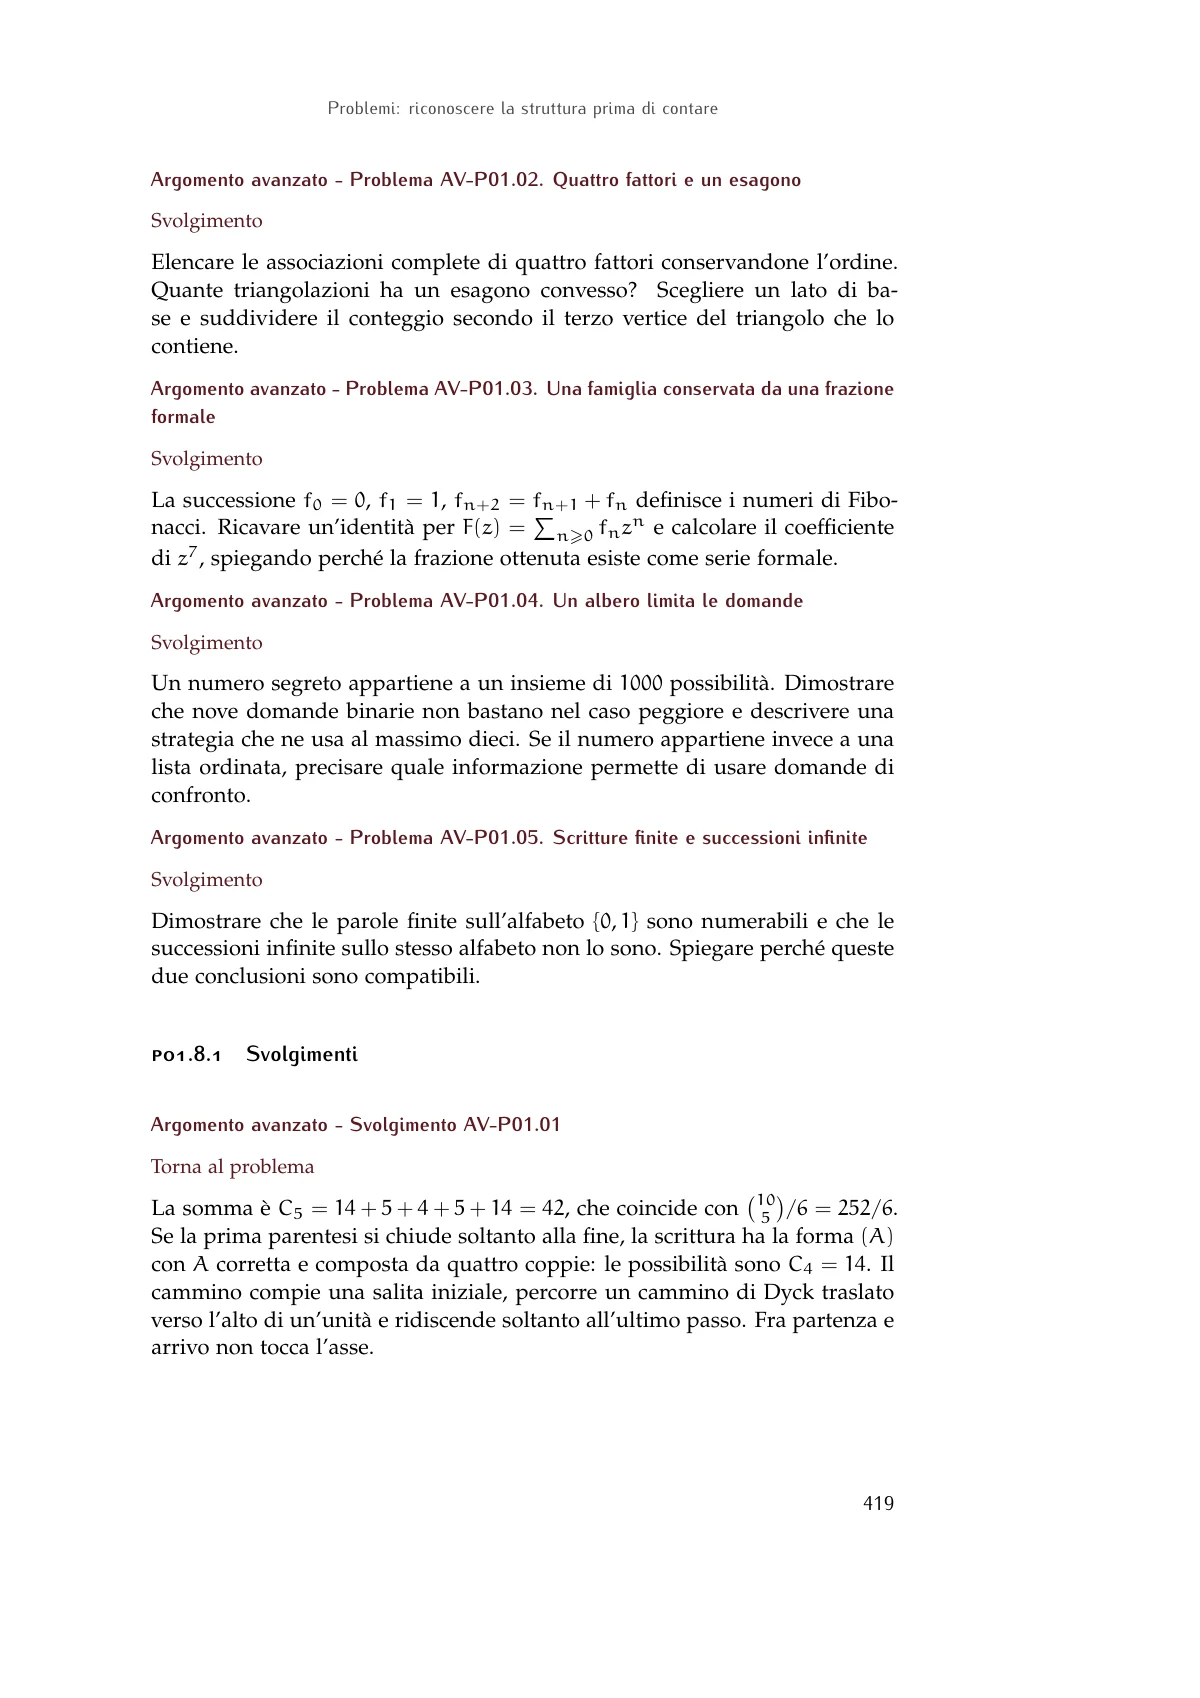 Problemi: riconoscere la struttura prima di contare
Argomento avanzato – Problema AV-P01.02. Quattro fattori e un esagono
Svolgimento
Elencare le associazioni complete di quattro fattori conservandone l'ordine.
Quante triangolazioni ha un esagono convesso? Scegliere un lato di ba-
se e suddividere il conteggio secondo il terzo vertice del triangolo che lo
contiene.
Argomento avanzato – Problema AV-P01.03. Una famiglia conservata da una frazione
formale
Svolgimento
La successione f₀ = 0, f₁ = 1, fₙ₊₂ = fₙ₊₁ + fₙ definisce i numeri di Fibo-
nacci. Ricavare un'identità per F(z) = ∑ₙ⩾₀ fₙzⁿ e calcolare il coefficiente
di z⁷, spiegando perché la frazione ottenuta esiste come serie formale.
Argomento avanzato – Problema AV-P01.04. Un albero limita le domande
Svolgimento
Un numero segreto appartiene a un insieme di 1000 possibilità. Dimostrare
che nove domande binarie non bastano nel caso peggiore e descrivere una
strategia che ne usa al massimo dieci. Se il numero appartiene invece a una
lista ordinata, precisare quale informazione permette di usare domande di
confronto.
Argomento avanzato – Problema AV-P01.05. Scritture finite e successioni infinite
Svolgimento
Dimostrare che le parole finite sull'alfabeto {0, 1} sono numerabili e che le
successioni infinite sullo stesso alfabeto non lo sono. Spiegare perché queste
due conclusioni sono compatibili.
P01.8.1 Svolgimenti
Argomento avanzato – Svolgimento AV-P01.01
Torna al problema
La somma è C₅ = 14 + 5 + 4 + 5 + 14 = 42, che coincide con (10 5)/6 = 252/6.
Se la prima parentesi si chiude soltanto alla fine, la scrittura ha la forma (A)
con A corretta e composta da quattro coppie: le possibilità sono C₄ = 14. Il
cammino compie una salita iniziale, percorre un cammino di Dyck traslato
verso l'alto di un'unità e ridiscende soltanto all'ultimo passo. Fra partenza e
arrivo non tocca l'asse.
419